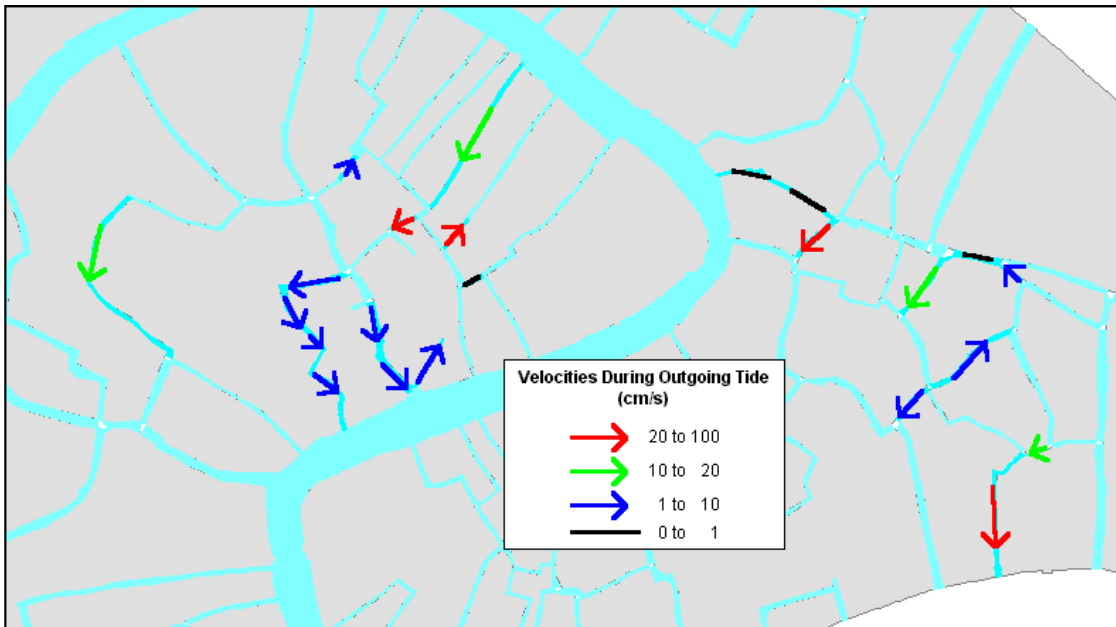 Velocities During Outgoing Tide
(cm/s)
20 to 100
10 to 20
1 to 10
0 to 1